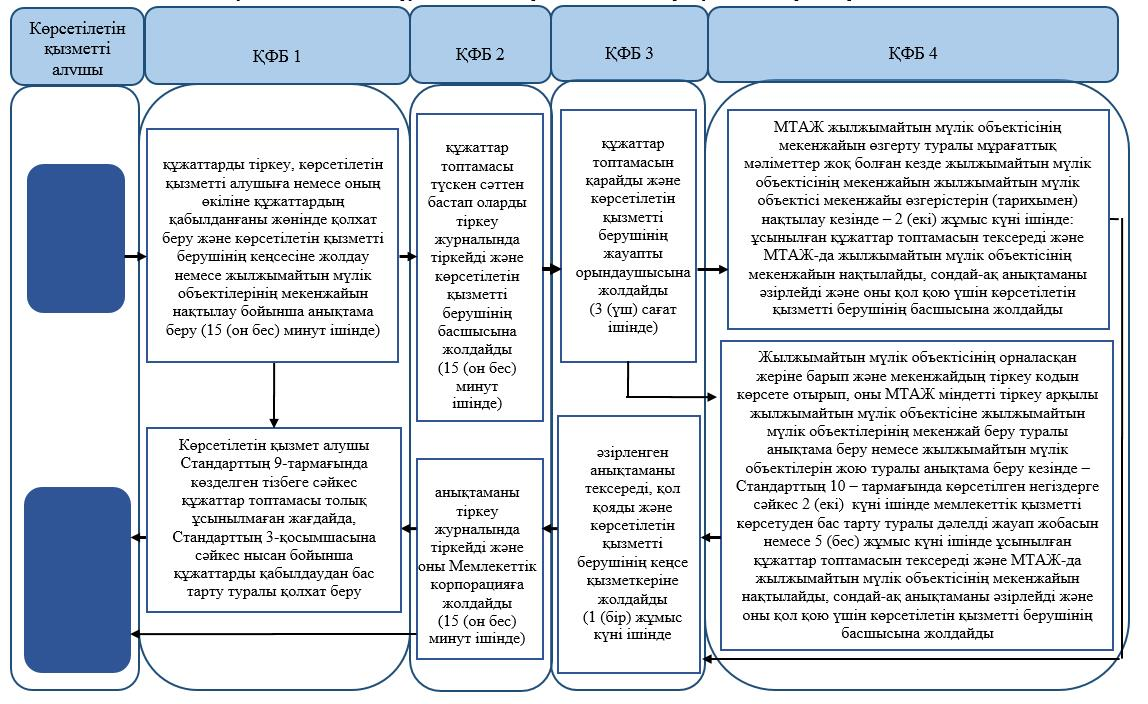 Көрсетілетін
қызметті
алушы
ҚФБ 1
ҚФБ 2
ҚФБ 3
ҚФБ 4
құжаттарды тіркеу, көрсетілетін
қызметті алушыға немесе оның
өкіліне құжаттардың
қабылданғаны жөнінде қолхат
беру және көрсетілетін қызметті
берушінің кеңсесіне жолдау
немесе жылжымайтын мүлік
объектілерінің мекенжайын
нақтылау бойынша анықтама
беру (15 (он бес) минут ішінде)
құжаттар
топтамасы
түскен сәттен
бастап оларды
тіркеу
журналында
тіркейді және
көрсетілетін
қызметті
берушінің
басшысына
жолдайды
(15 (он бес)
минут
ішінде)
құжаттар
топтамасын
қарайды және
көрсетілетін
қызметті
берушінің
жауапты
орындаушысына
жолдайды
(3 (үш) сағат
ішінде)
МТАЖ жылжымайтын мүлік объектісінің
мекенжайын өзгерту туралы мұрағаттық
мәліметтер жоқ болған кезде жылжымайтын мүлік
объектісінің мекенжайын жылжымайтын мүлік
объектісі мекенжайы өзгерістерін (тарихымен)
нақтылау кезінде – 2 (екі) жұмыс күні ішінде:
ұсынылған құжаттар топтамасын тексереді және
МТАЖ-да жылжымайтын мүлік объектісінің
мекенжайын нақтылайды, сондай-ақ анықтаманы
әзірлейді және оны қол қою үшін көрсетілетін
қызметті берушінің басшысына жолдайды
Көрсетілетін қызмет алушы
Стандарттың 9-тармағында
көзделген тізбеге сәйкес
құжаттар топтамасы толық
ұсынылмаған жағдайда,
Стандарттың 3-қосымшасына
сәйкес нысан бойынша
құжаттарды қабылдаудан бас
тарту туралы қолхат беру
анықтаманы
тіркеу
журналында
тіркейді және
оны Мемлекеттік
корпорацияға
жолдайды
(15 (он бес)
минут ішінде)
әзірленген
анықтаманы
тексереді, қол
қояды және
көрсетілетін
қызметті
берушінің кеңсе
қызметкеріне
жолдайды
(1 (бір) жұмыс
күні ішінде
Жылжымайтын мүлік объектісінің орналасқан
жеріне барып және мекенжайдың тіркеу кодын
көрсете отырып, оны МТАЖ міндетті тіркеу арқылы
жылжымайтын мүлік объектісіне жылжымайтын
мүлік объектілерінің мекенжай беру туралы
анықтама беру немесе жылжымайтын мүлік
объектілерін жою туралы анықтама беру кезінде –
Стандарттың 10 – тармағында көрсетілген негіздерге
сәйкес 2 (екі) күні ішінде мемлекеттік қызметті
көрсетуден бас тарту туралы дәлелді жауап жобасын
немесе 5 (бес) жұмыс күні ішінде ұсынылған
құжаттар топтамасын тексереді және МТАЖ-да
жылжымайтын мүлік объектісінің мекенжайын
нақтылайды, сондай-ақ анықтаманы әзірлейді және
оны қол қою үшін көрсетілетін қызметті берушінің
басшысына жолдайды